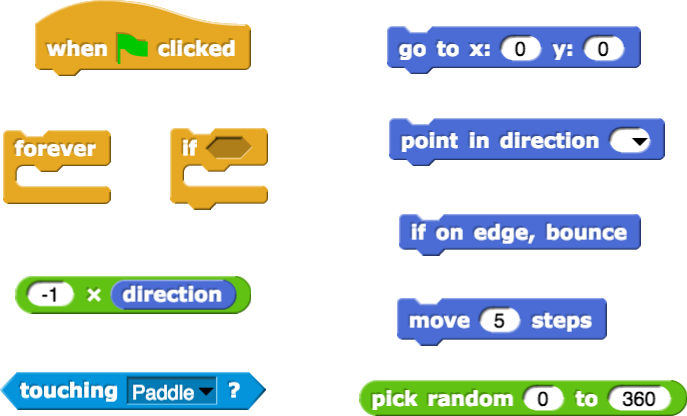 when clicked
go to x: 0 y: 0
forever
if
point in direction
if on edge, bounce
-1 × direction
move 5 steps
touching Paddle ?
pick random 0 to 360